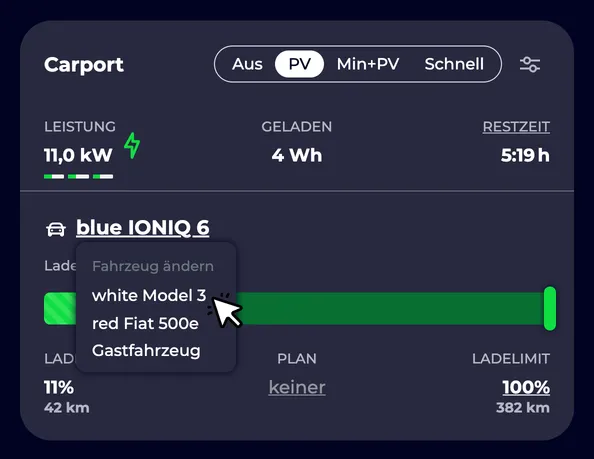 Carport
Aus PV Min+PV Schnell
LEISTUNG GELADEN RESTZEIT
11,0 kW 4 Wh 5:19 h
blue IONIQ 6
Lade
Fahrzeug ändern
white Model 3
red Fiat 500e
Gastfahrzeug
LAD PLAN LADELIMIT
11% keiner 100%
42 km 382 km